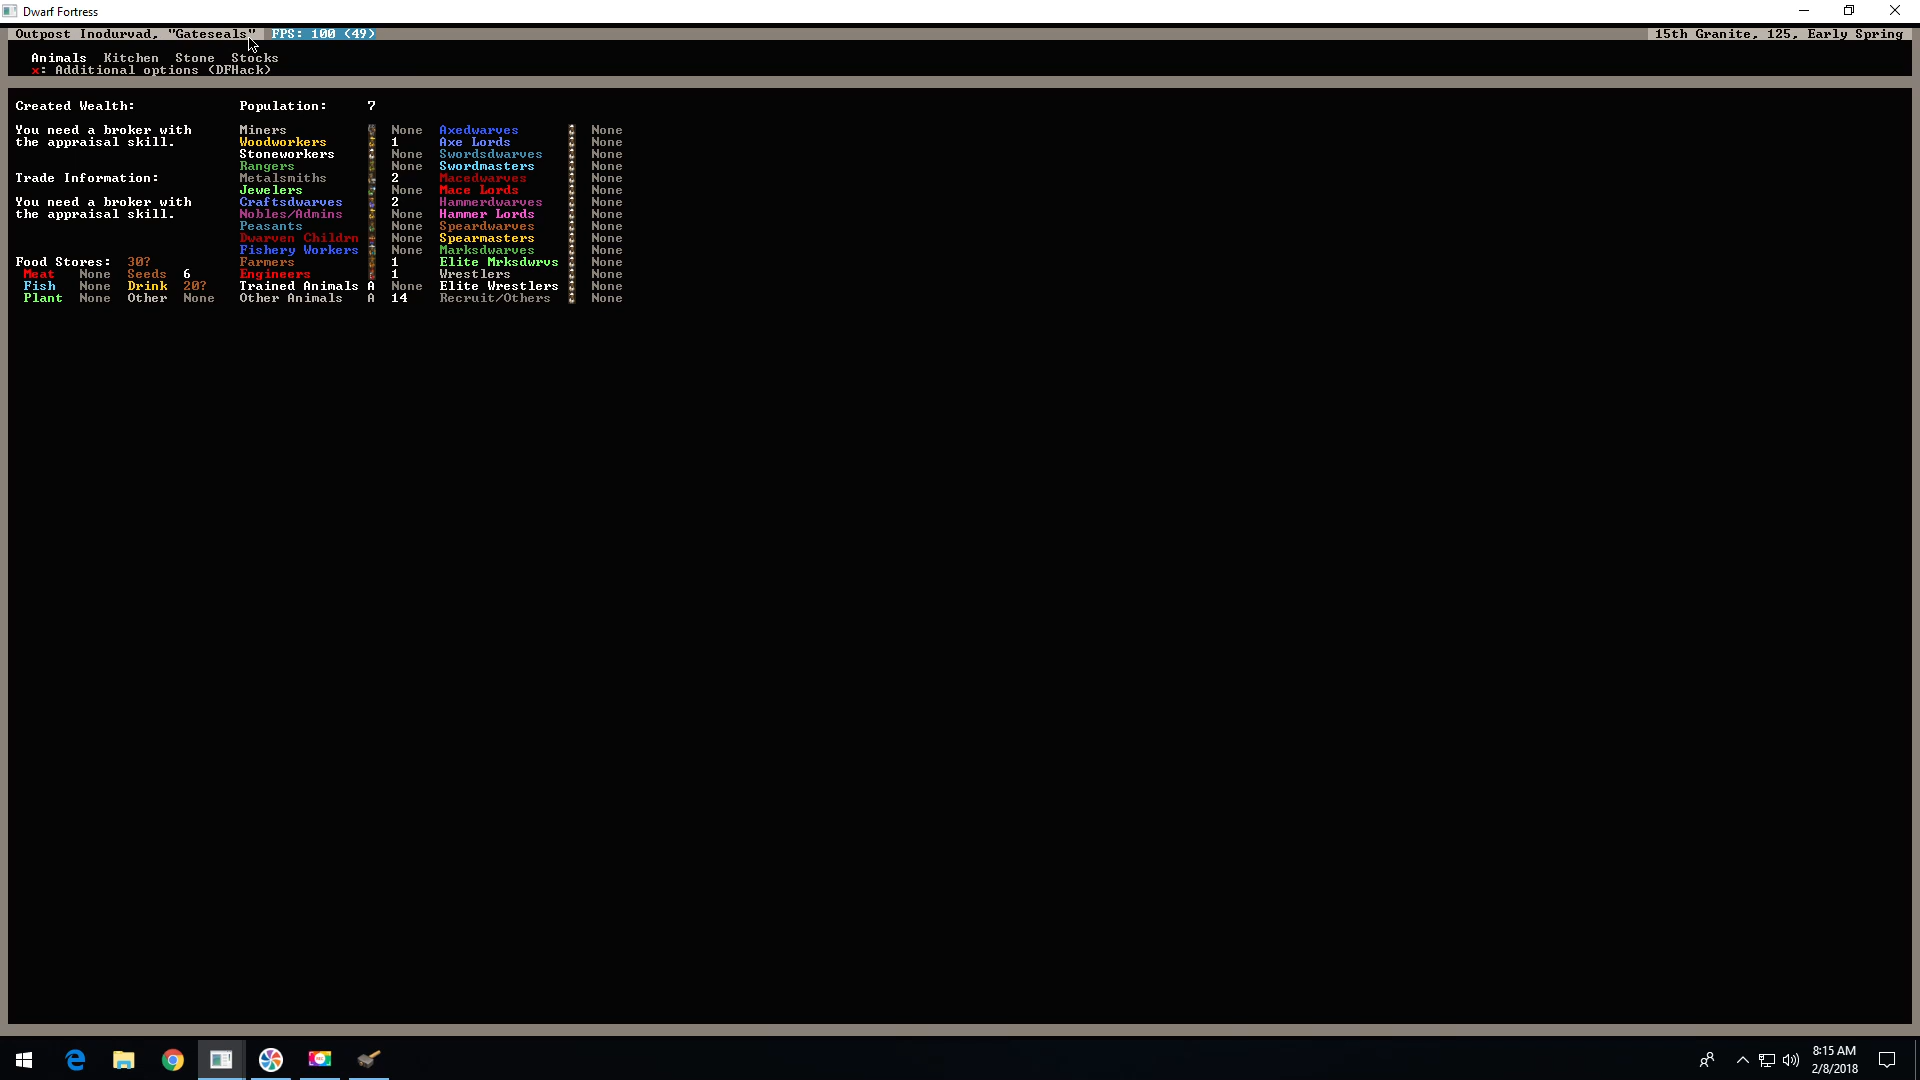 Dwarf Fortress
Outpost Inodurvad, "Gateseals" FPS: 100 (49) 15th Granite, 125, Early Spring
Animals Kitchen Stone Stocks
x: Additional options (DFHack)
Created Wealth: Population: 7
You need a broker with Miners None Axedwarves None
the appraisal skill. Woodworkers 1 Axe Lords None
Stoneworkers None Swordsdwarves None
Rangers None Swordmasters None
Trade Information: Metalsmiths 2 Macedwarves None
Jewelers None Mace Lords None
You need a broker with Craftsdwarves 2 Hammerdwarves None
the appraisal skill. Nobles/Admins None Hammer Lords None
Peasants None Speardwarves None
Dwarven Childrn None Spearmasters None
Fishery Workers None Marksdwarves None
Food Stores: 30? Farmers 1 Elite Mrksdwrvs None
Meat None Seeds 6 Engineers 1 Wrestlers None
Fish None Drink 20? Trained Animals A None Elite Wrestlers None
Plant None Other None Other Animals A 14 Recruit/Others None
8:15 AM
2/8/2018